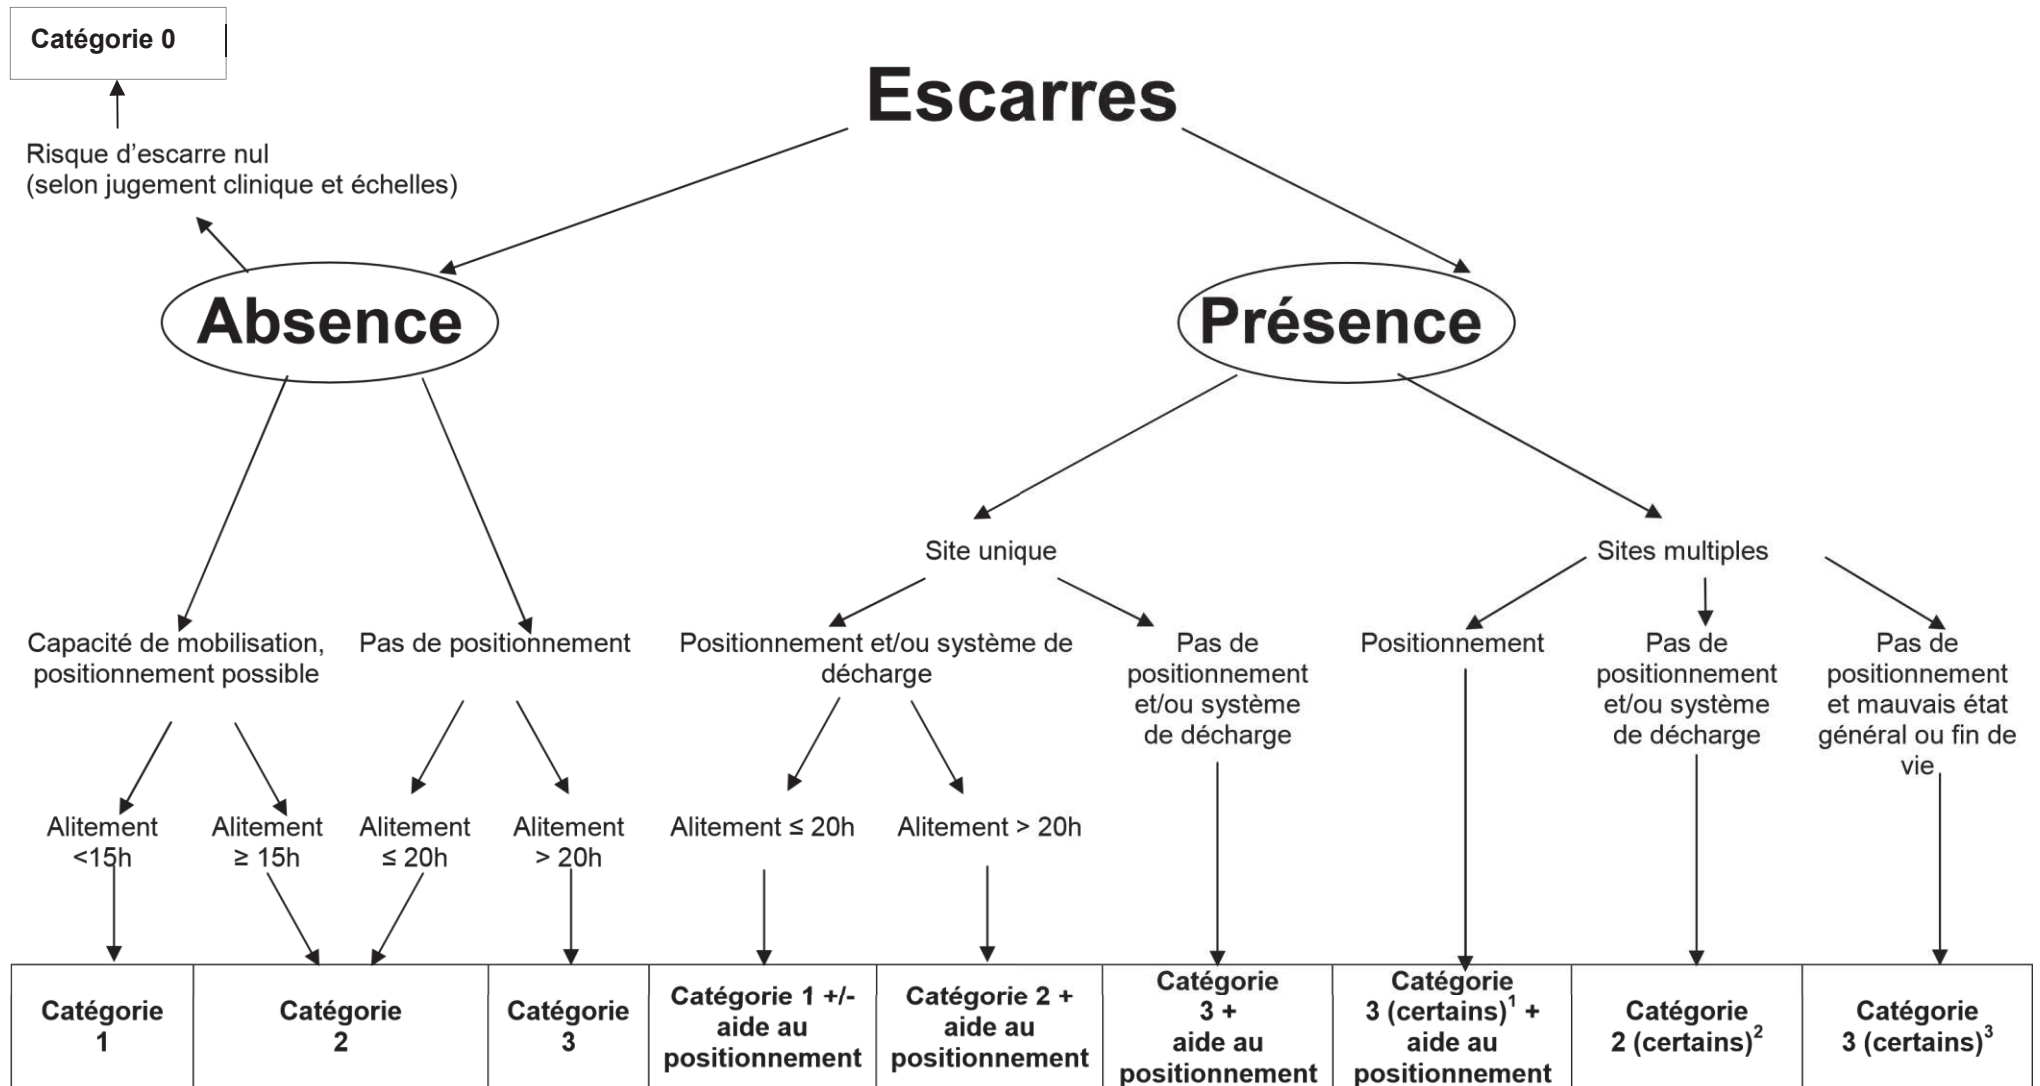 Catégorie 0
Escarres
Risque d’escarre nul
(selon jugement clinique et échelles)
Absence
Présence
Site unique
Sites multiples
Capacité de mobilisation,
positionnement possible
Pas de positionnement
Positionnement et/ou système de
décharge
Pas de
positionnement
et/ou système
de décharge
Positionnement
Pas de
positionnement
et/ou système
de décharge
Pas de
positionnement
et mauvais état
général ou fin de
vie
Alitement
<15h
Alitement
≥ 15h
Alitement
≤ 20h
Alitement
> 20h
Alitement ≤ 20h
Alitement > 20h
Catégorie
1
Catégorie
2
Catégorie
3
Catégorie 1 +/-
aide au
positionnement
Catégorie 2 +
aide au
positionnement
Catégorie
3 +
aide au
positionnement
Catégorie
3 (certains)¹ +
aide au
positionnement
Catégorie
2 (certains)²
Catégorie
3 (certains)³